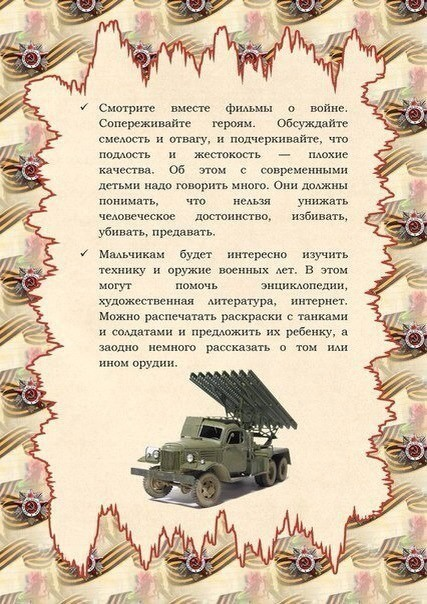 ✓ Смотрите вместе фильмы о войне.
Сопереживайте героям. Обсуждайте
смелость и отвагу, и подчеркивайте, что
подлость и жестокость — плохие
качества. Об этом с современными
детьми надо говорить много. Они должны
понимать, что нельзя унижать
человеческое достоинство, избивать,
убивать, предавать.
✓ Мальчикам будет интересно изучить
технику и оружие военных лет. В этом
могут помочь энциклопедии,
художественная литература, интернет.
Можно распечатать раскраски с танками
и солдатами и предложить их ребенку, а
заодно немного рассказать о том или
ином орудии.